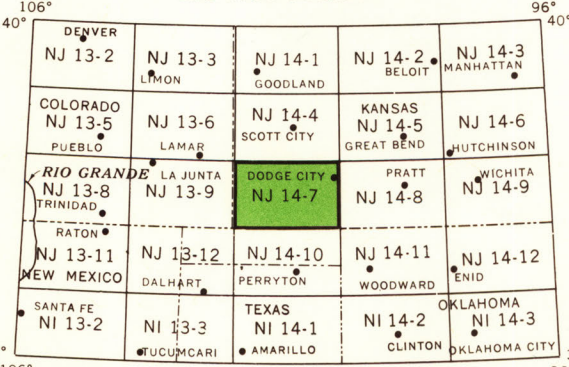 106° 96°
40° 40°
DENVER
NJ 13-2
NJ 13-3
LIMON
NJ 14-1
GOODLAND
NJ 14-2
BELOIT
NJ 14-3
MANHATTAN
COLORADO
NJ 13-5
PUEBLO
NJ 13-6
LAMAR
NJ 14-4
SCOTT CITY
KANSAS
NJ 14-5
GREAT BEND
NJ 14-6
HUTCHINSON
RIO GRANDE
NJ 13-8
TRINIDAD
LA JUNTA
NJ 13-9
DODGE CITY
NJ 14-7
PRATT
NJ 14-8
WICHITA
NJ 14-9
RATON
NJ 13-11
NEW MEXICO
NJ 13-12
DALHART
NJ 14-10
PERRYTON
NJ 14-11
WOODWARD
NJ 14-12
ENID
SANTA FE
NI 13-2
NI 13-3
TUCUMCARI
TEXAS
NI 14-1
AMARILLO
NI 14-2
CLINTON
OKLAHOMA
NI 14-3
OKLAHOMA CITY